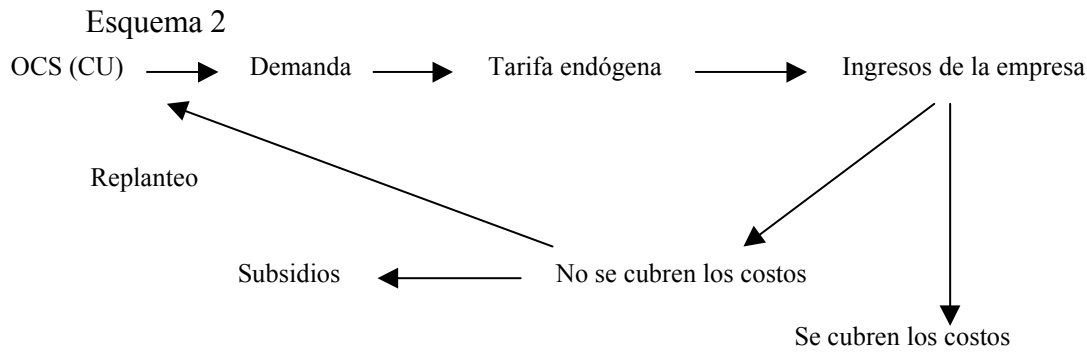 Esquema 2
OCS (CU) Demanda Tarifa endógena Ingresos de la empresa
Replanteo
Subsidios No se cubren los costos
Se cubren los costos